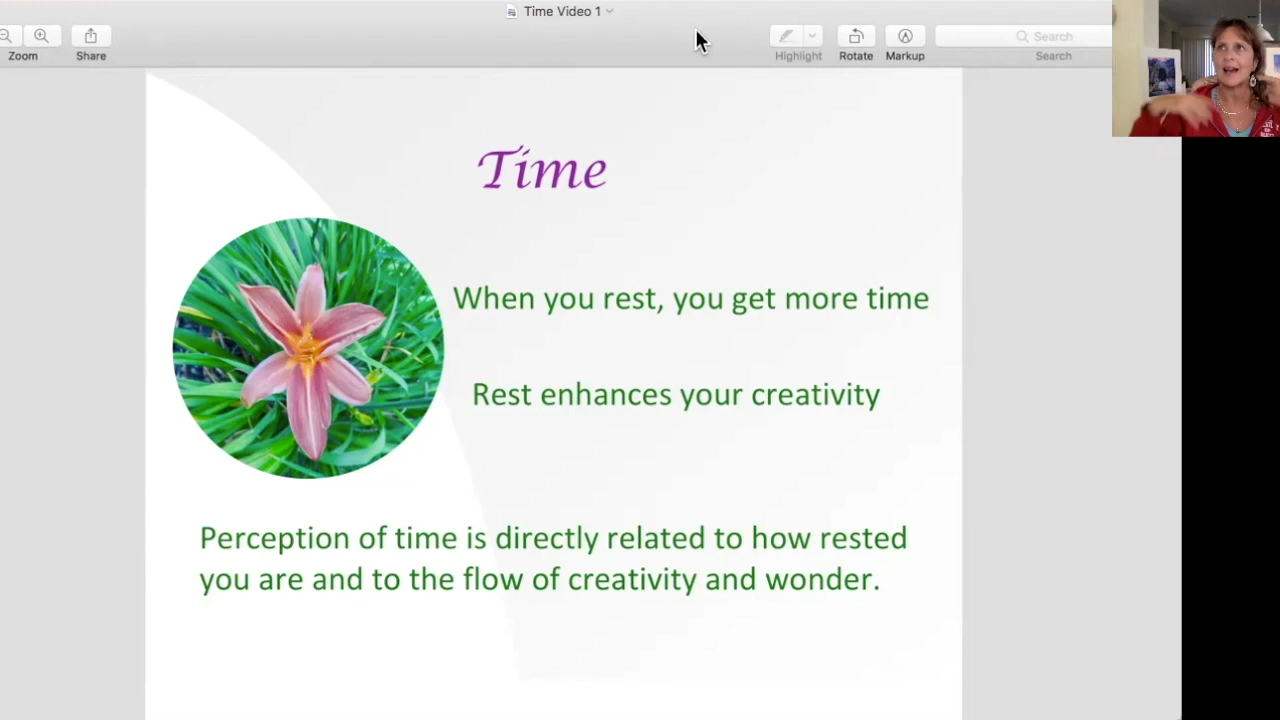 Time Video 1
Zoom
Share
Highlight
Rotate
Markup
Search
Search
Time
When you rest, you get more time
Rest enhances your creativity
Perception of time is directly related to how rested
you are and to the flow of creativity and wonder.